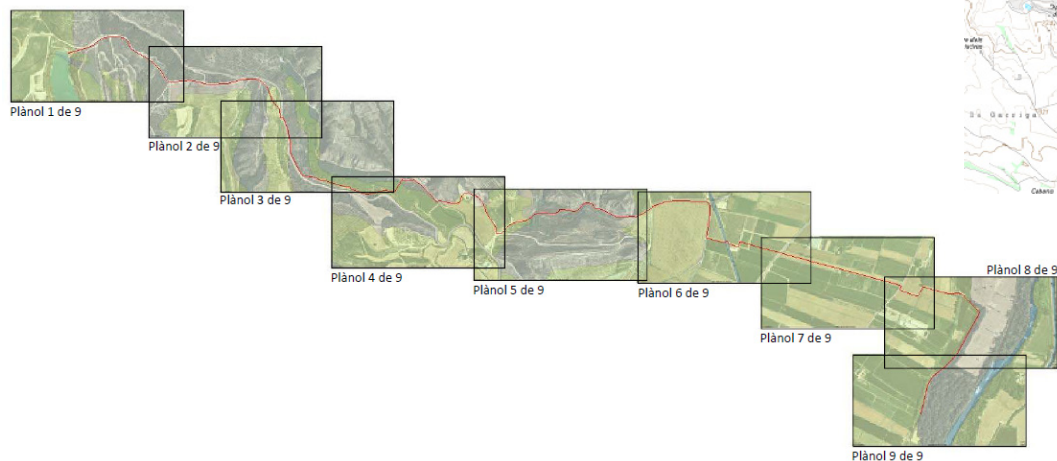 Plànol 1 de 9
Plànol 2 de 9
Plànol 3 de 9
Plànol 4 de 9
Plànol 5 de 9
Plànol 6 de 9
Plànol 7 de 9
Plànol 8 de 9
Plànol 9 de 9
Sa Garriga
Cabana